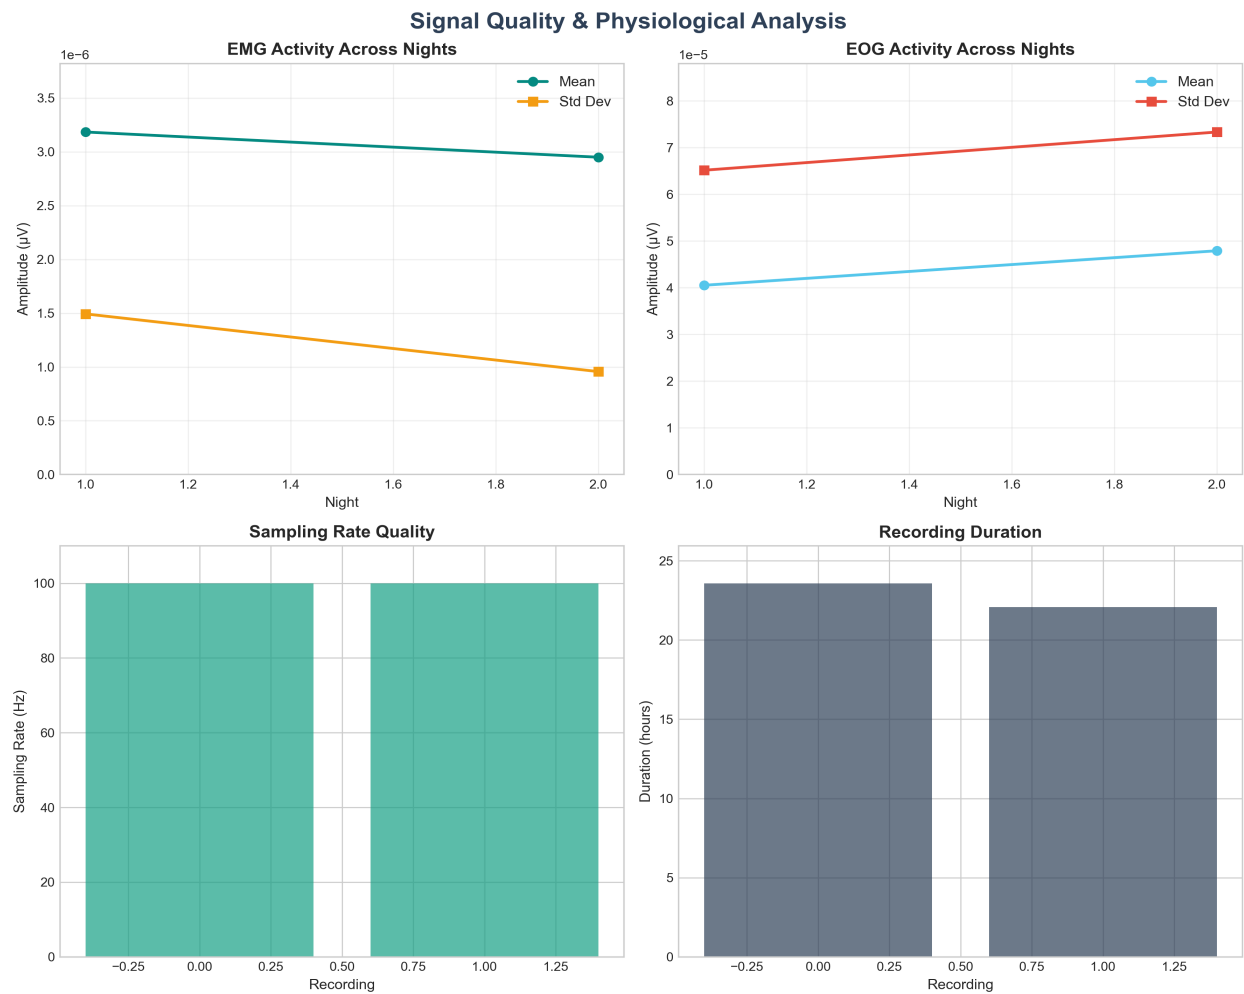 Signal Quality & Physiological Analysis
EMG Activity Across Nights
1e−6
Mean
Std Dev
3.5
3.0
2.5
2.0
1.5
1.0
0.5
0.0
Amplitude (μV)
1.0 1.2 1.4 1.6 1.8 2.0
Night
EOG Activity Across Nights
1e−5
Mean
Std Dev
8
7
6
5
4
3
2
1
0
Amplitude (μV)
1.0 1.2 1.4 1.6 1.8 2.0
Night
Sampling Rate Quality
100
80
60
40
20
0
Sampling Rate (Hz)
−0.25 0.00 0.25 0.50 0.75 1.00 1.25
Recording
Recording Duration
25
20
15
10
5
0
Duration (hours)
−0.25 0.00 0.25 0.50 0.75 1.00 1.25
Recording